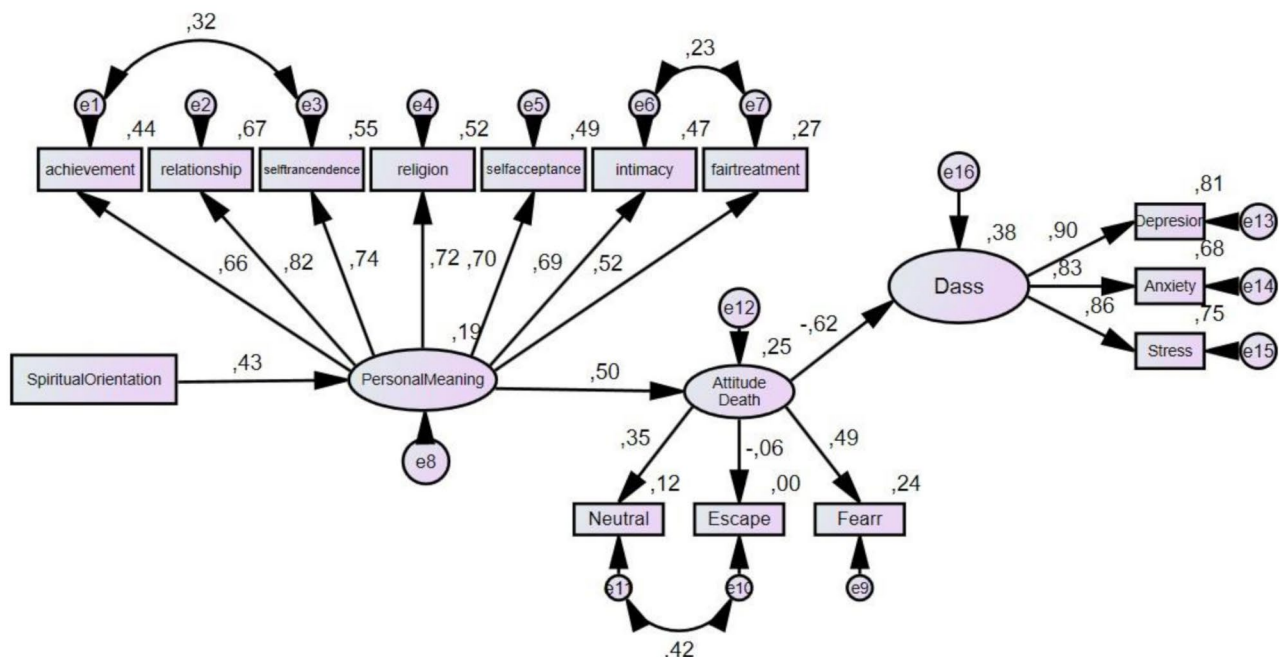 ,32
,23
e1
e2
e3
e4
e5
e6
e7
,44
,67
,55
,52
,49
,47
,27
achievement
relationship
selftrancendence
religion
selfacceptance
intimacy
fairtreatment
e16
,81
Depresion
e13
,38
,90
,68
,66
,82
,74
,72
,70
,69
,52
Dass
,83
Anxiety
e14
e12
-,62
,86
,75
,19
,25
Stress
e15
SpiritualOrientation
,43
PersonalMeaning
,50
Attitude
Death
e8
,35
-,06
,49
,12
,00
,24
Neutral
Escape
Fearr
e11
e10
e9
,42